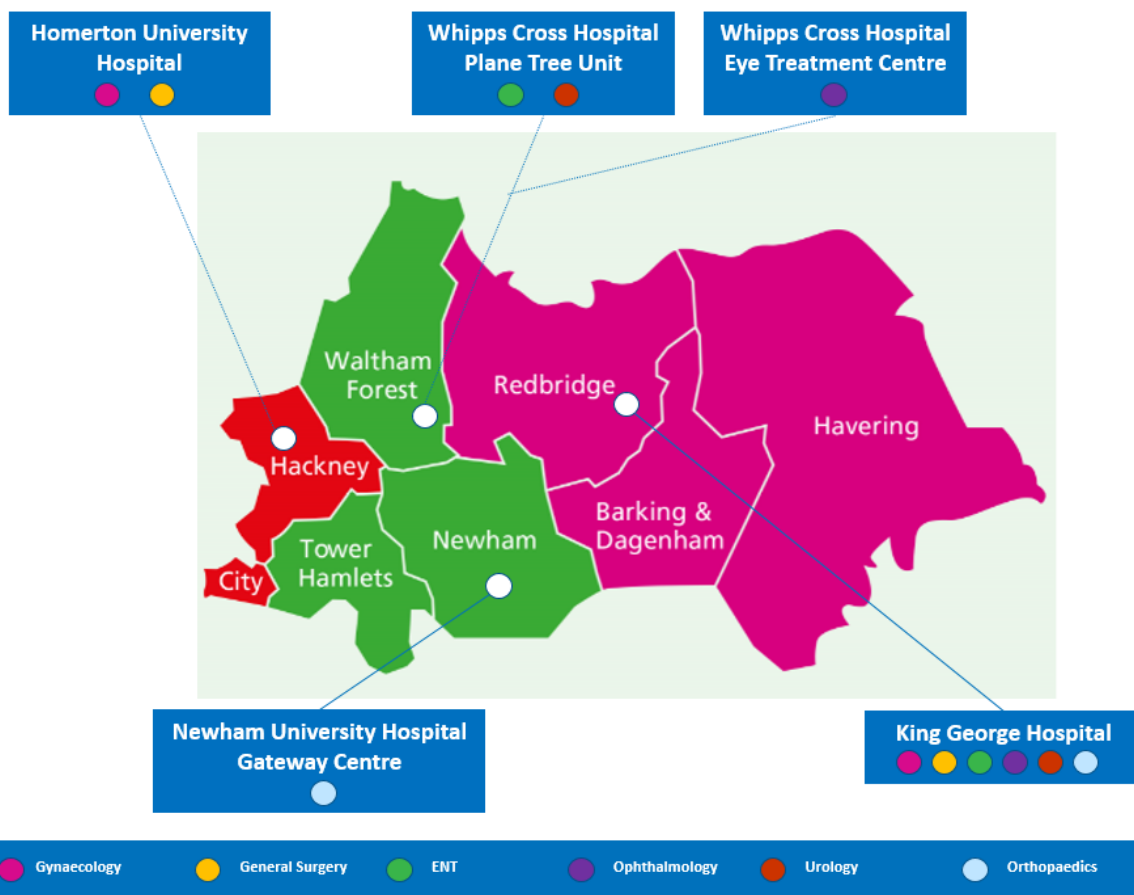 Homerton University
Hospital
Whipps Cross Hospital
Plane Tree Unit
Whipps Cross Hospital
Eye Treatment Centre
Waltham
Forest
Redbridge
Havering
Hackney
Barking &
Dagenham
Newham
Tower
Hamlets
City
Newham University Hospital
Gateway Centre
King George Hospital
Gynaecology
General Surgery
ENT
Ophthalmology
Urology
Orthopaedics